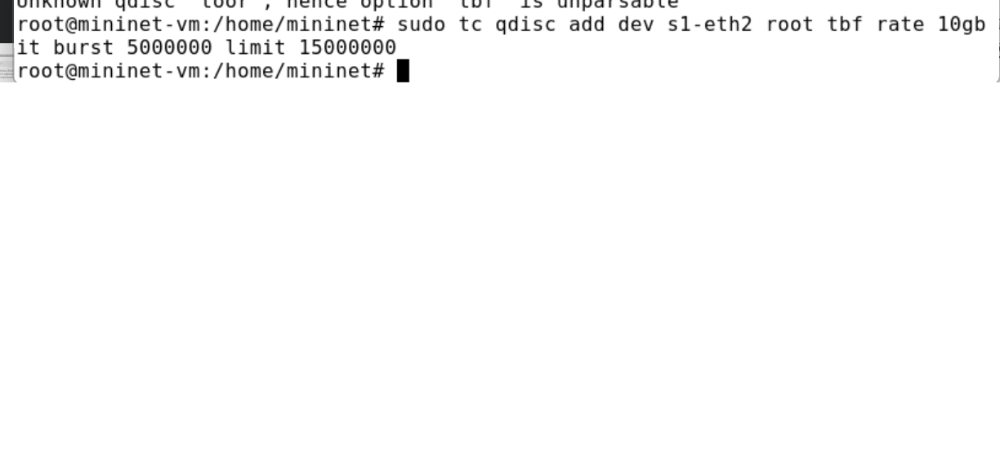 Unknown qdisc "toor", hence option "tbf" is unparsable
root@mininet-vm:/home/mininet# sudo tc qdisc add dev s1-eth2 root tbf rate 10gb
it burst 5000000 limit 15000000
root@mininet-vm:/home/mininet#